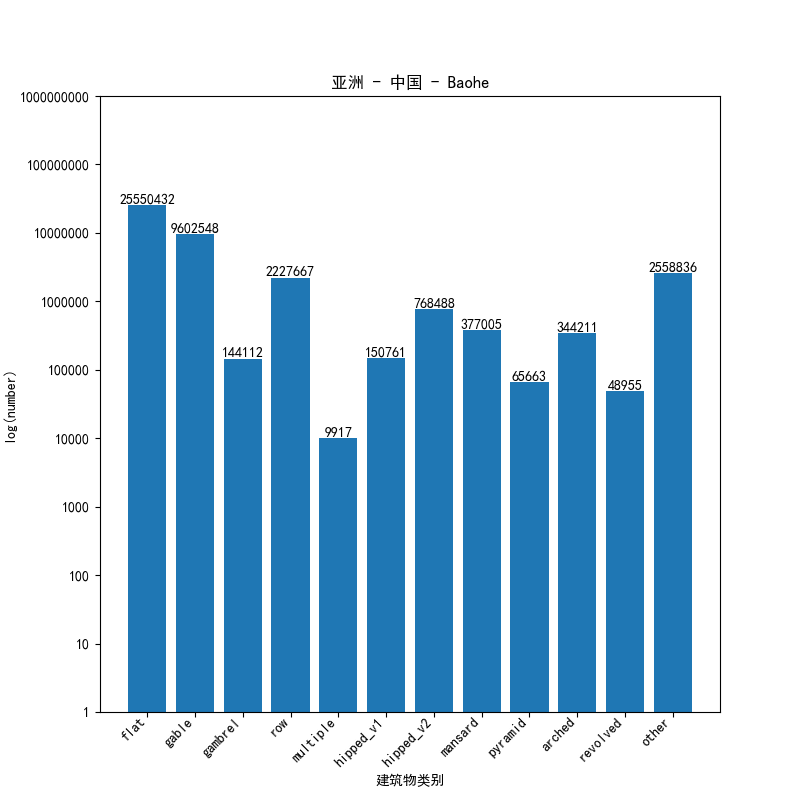 亚洲 - 中国 - Baohe
1000000000
100000000
10000000
1000000
100000
10000
1000
100
10
1
log(number)
25550432
9602548
144112
2227667
9917
150761
768488
377005
65663
344211
48955
2558836
flat
gable
gambrel
row
multiple
hipped_v1
hipped_v2
mansard
pyramid
arched
revolved
other
建筑物类别